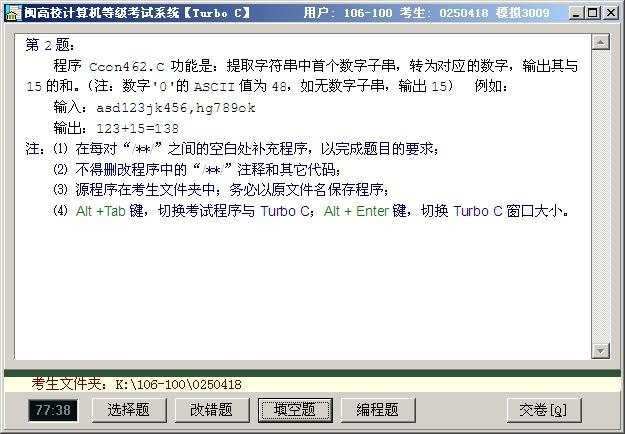 闽高校计算机等级考试系统【Turbo C】 用户: 106-100 考生: 0250418 模拟3009
第 2 题:
程序 Ccon462.C 功能是: 提取字符串中首个数字子串, 转为对应的数字, 输出其与
15 的和。(注: 数字'0'的 ASCII 值为 48, 如无数字子串, 输出 15) 例如:
输入: asd123jk456,hg789ok
输出: 123+15=138
注: ⑴ 在每对“/**/”之间的空白处补充程序, 以完成题目的要求;
⑵ 不得删改程序中的“/**/”注释和其它代码;
⑶ 源程序在考生文件夹中; 务必以原文件名保存程序;
⑷ Alt +Tab 键, 切换考试程序与 Turbo C; Alt + Enter 键, 切换 Turbo C 窗口大小。
考生文件夹: K:\106-100\0250418
77:38 选择题 改错题 填空题 编程题 交卷[Q]